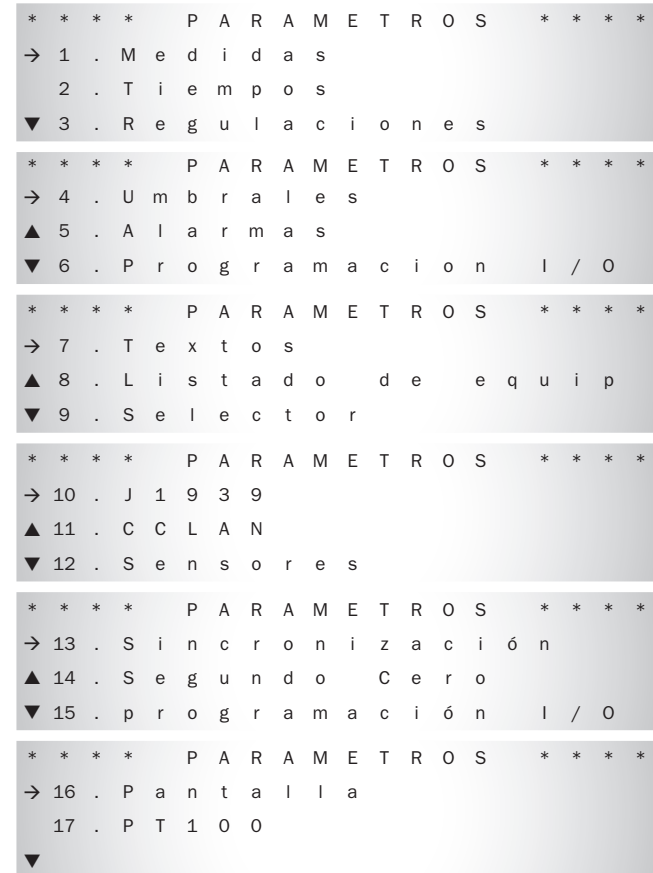 **** PARAMETROS ****
→ 1. Medidas
2. Tiempos
▼ 3. Regulaciones
**** PARAMETROS ****
→ 4. Umbrales
▲ 5. Alarmas
▼ 6. Programacion I/O
**** PARAMETROS ****
→ 7. Textos
▲ 8. Listado de equip
▼ 9. Selector
**** PARAMETROS ****
→ 10. J1939
▲ 11. CCLAN
▼ 12. Sensores
**** PARAMETROS ****
→ 13. Sincronización
▲ 14. Segundo Cero
▼ 15. programación I/O
**** PARAMETROS ****
→ 16. Pantalla
17. PT100
▼